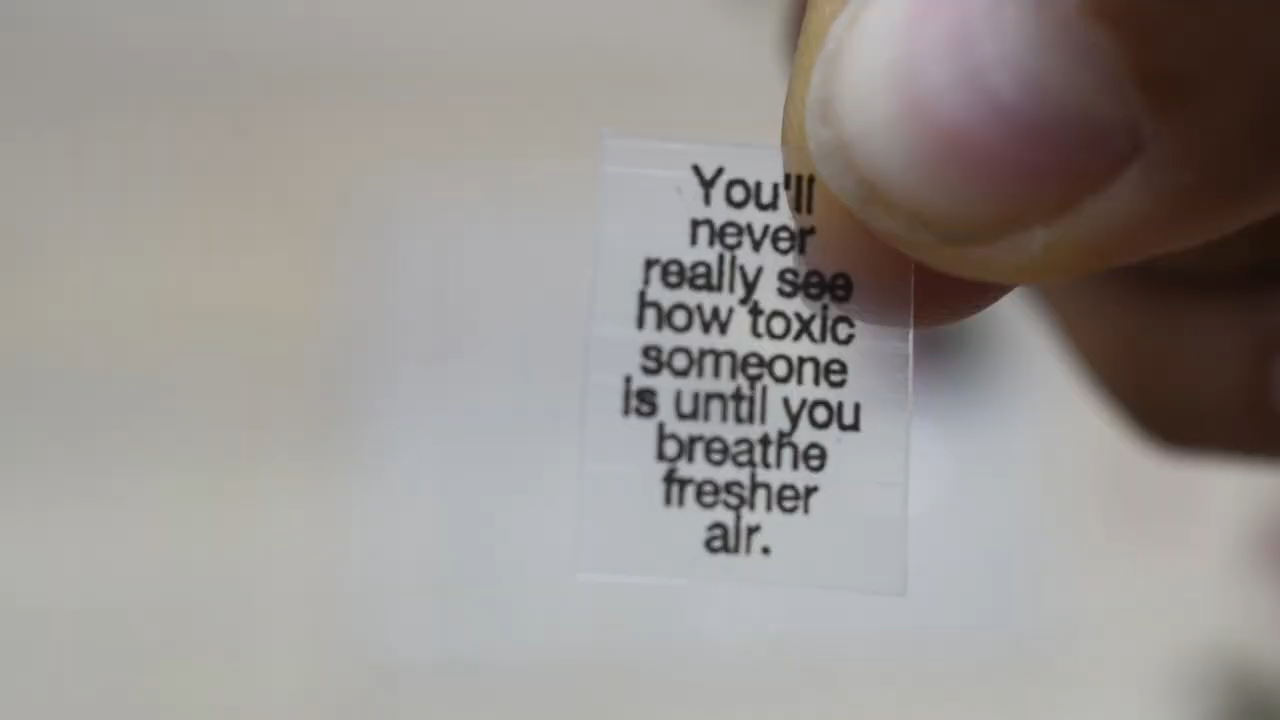 You'll
never
really see
how toxic
someone
is until you
breathe
fresher
air.